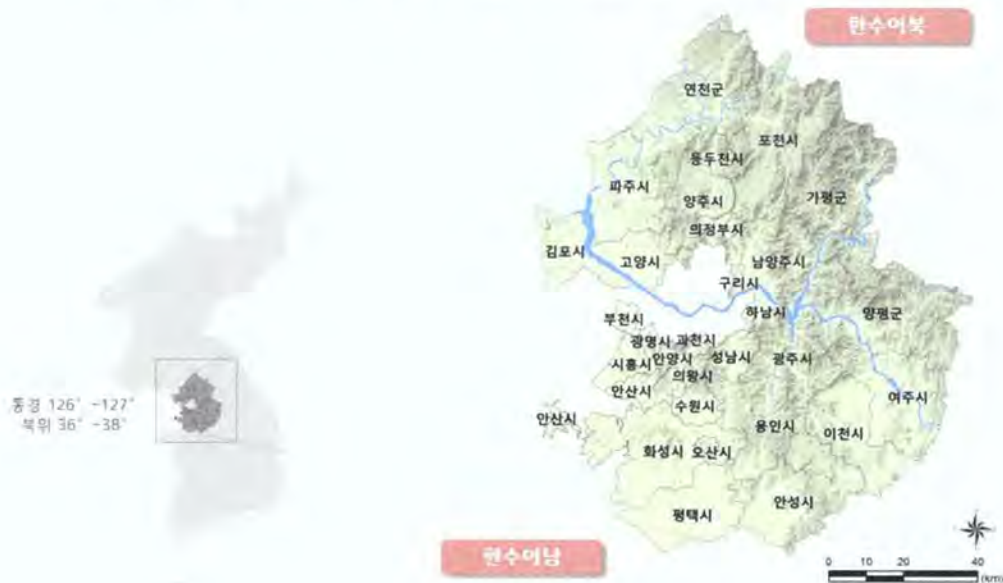 한수이북
연천군
포천시
동두천시
파주시
양주시
가평군
의정부시
김포시
고양시
남양주시
구리시
하남시
양평군
부천시
광명시 과천시
시흥시 안양시 성남시 광주시
의왕시
안산시
수원시
여주시
안산시
용인시 이천시
화성시 오산시
평택시
안성시
동경 126° -127°
북위 36° -38°
한수이남
0 10 20 40
(km)